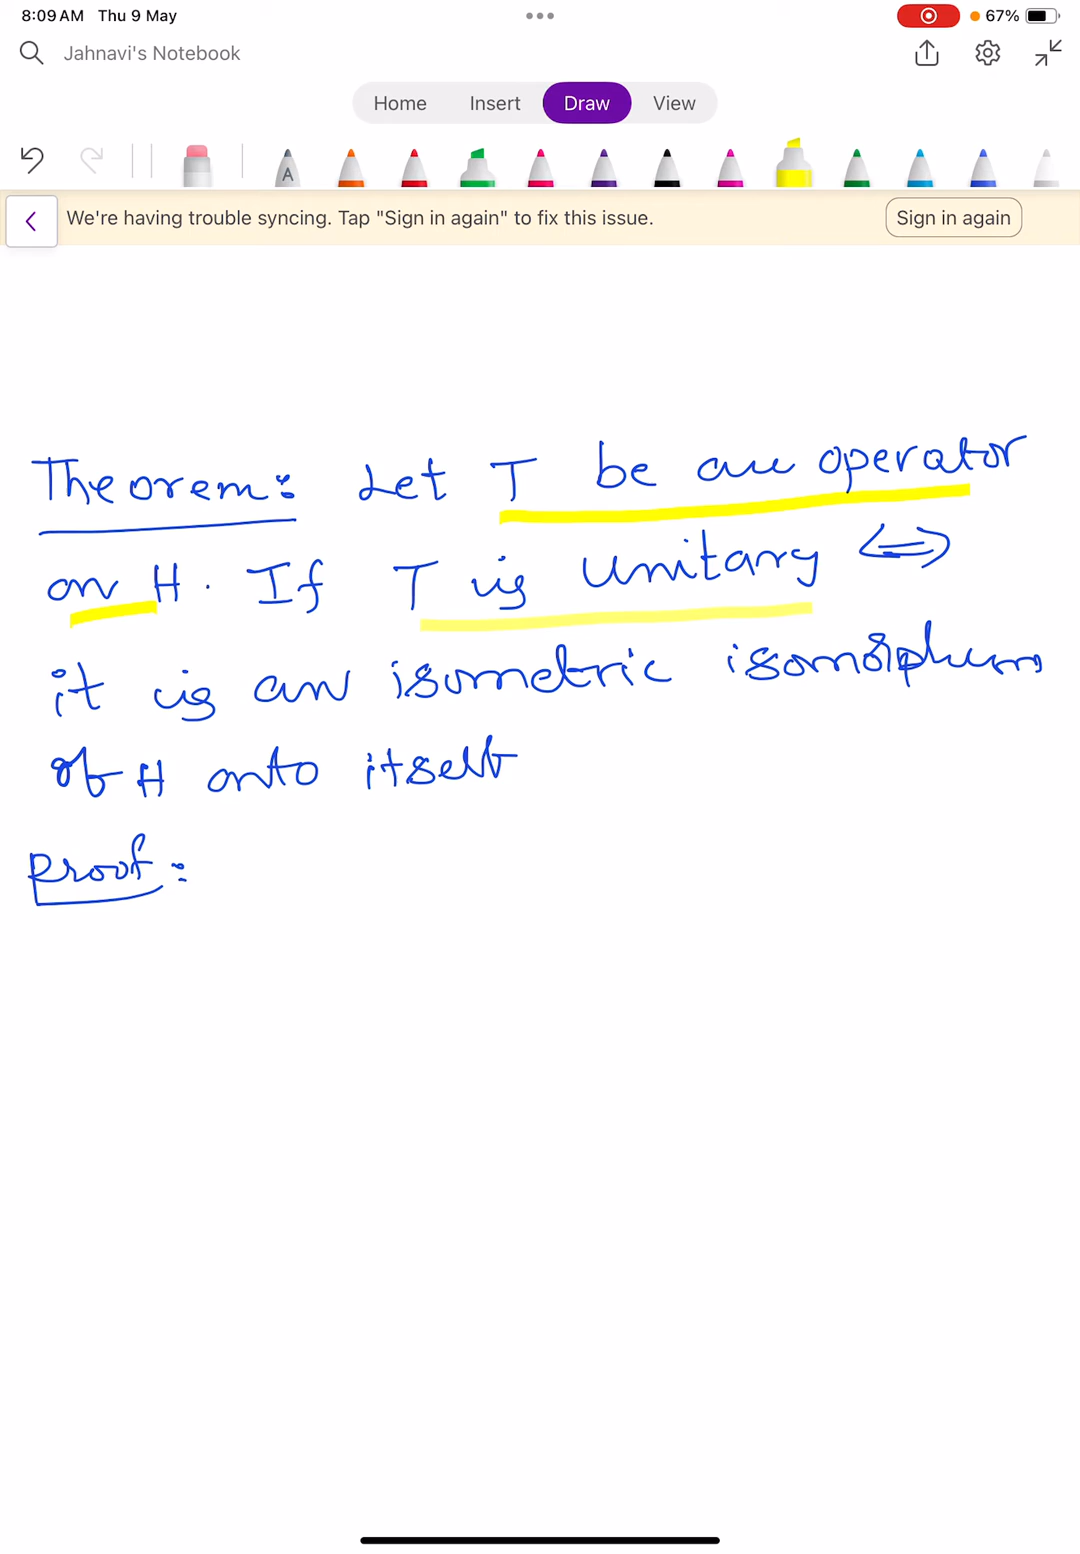 8:09 AM Thu 9 May
67%
Jahnavi's Notebook
Home Insert Draw View
A
We're having trouble syncing. Tap "Sign in again" to fix this issue.
Sign in again
Theorem: Let T be an operator
on H. If T is unitary ⇔
it is an isometric isomorphism
of H onto itself
Proof: